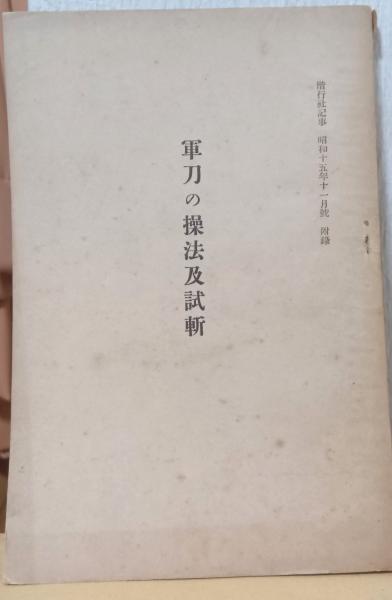 偕行社記事 昭和十五年十一月號 附錄
軍刀の操法及試斬